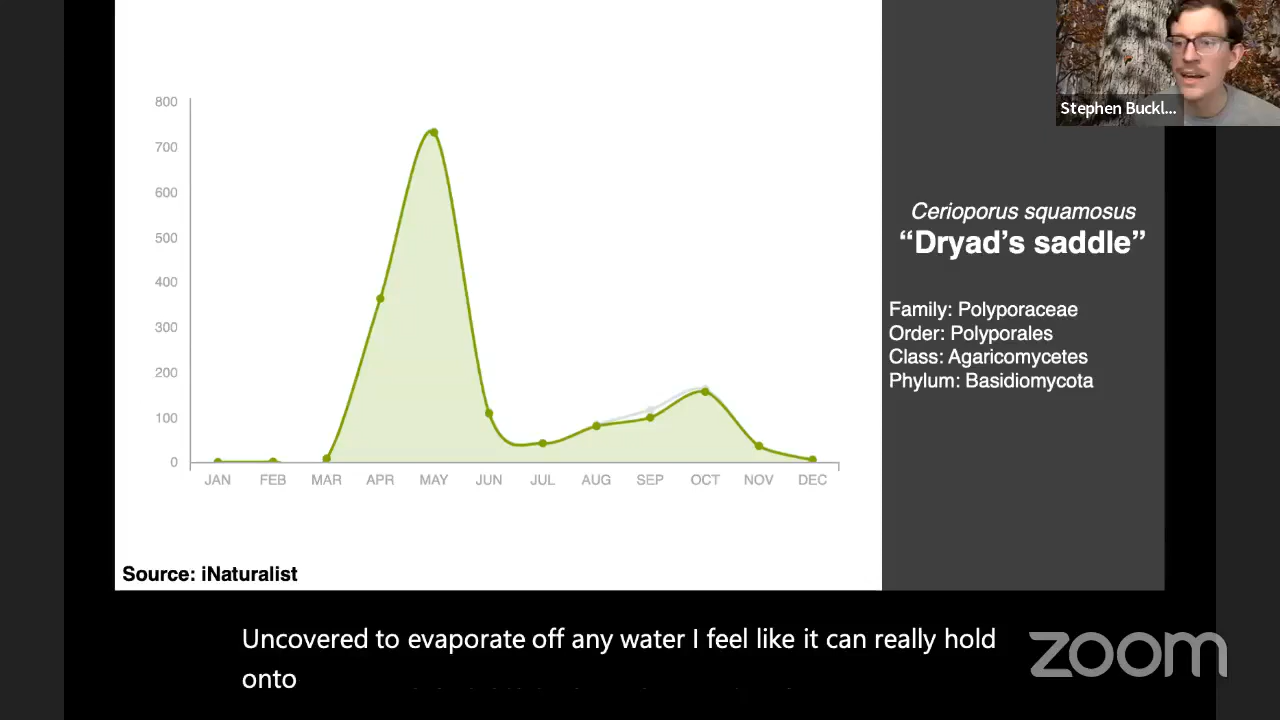 Stephen Buckl...
800
700
600
500
400
300
200
100
0
JAN FEB MAR APR MAY JUN JUL AUG SEP OCT NOV DEC
Source: iNaturalist
Cerioporus squamosus
“Dryad’s saddle”
Family: Polyporaceae
Order: Polyporales
Class: Agaricomycetes
Phylum: Basidiomycota
Uncovered to evaporate off any water I feel like it can really hold
onto
zoom